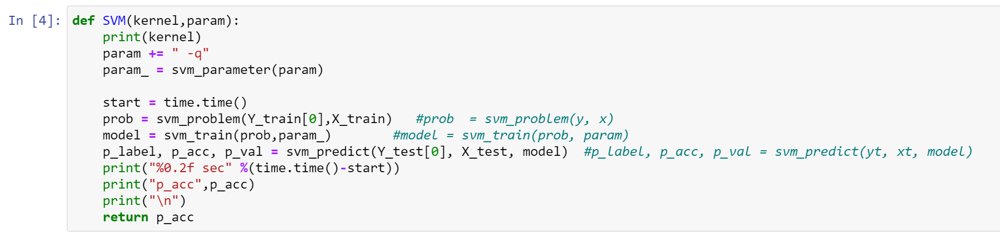 In [4]: def SVM(kernel,param):
    print(kernel)
    param += " -q"
    param_ = svm_parameter(param)

    start = time.time()
    prob = svm_problem(Y_train[0],X_train)   #prob  = svm_problem(y, x)
    model = svm_train(prob,param_)        #model = svm_train(prob, param)
    p_label, p_acc, p_val = svm_predict(Y_test[0], X_test, model)  #p_label, p_acc, p_val = svm_predict(yt, xt, model)
    print("%0.2f sec" %(time.time()-start))
    print("p_acc",p_acc)
    print("\n")
    return p_acc